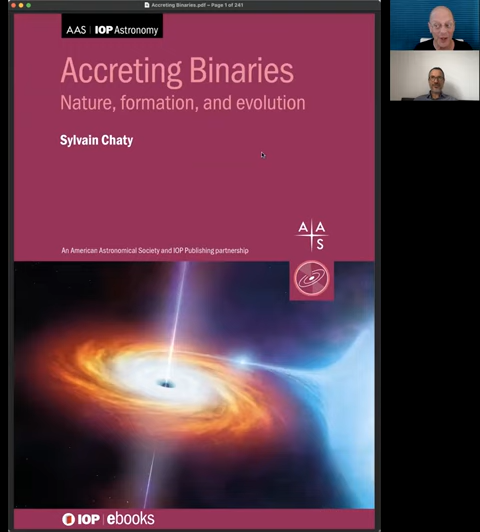 Accreting Binaries.pdf – Page 1 of 241
AAS | IOP Astronomy
Accreting Binaries
Nature, formation, and evolution
Sylvain Chaty
A A
S
An American Astronomical Society and IOP Publishing partnership
IOP | ebooks